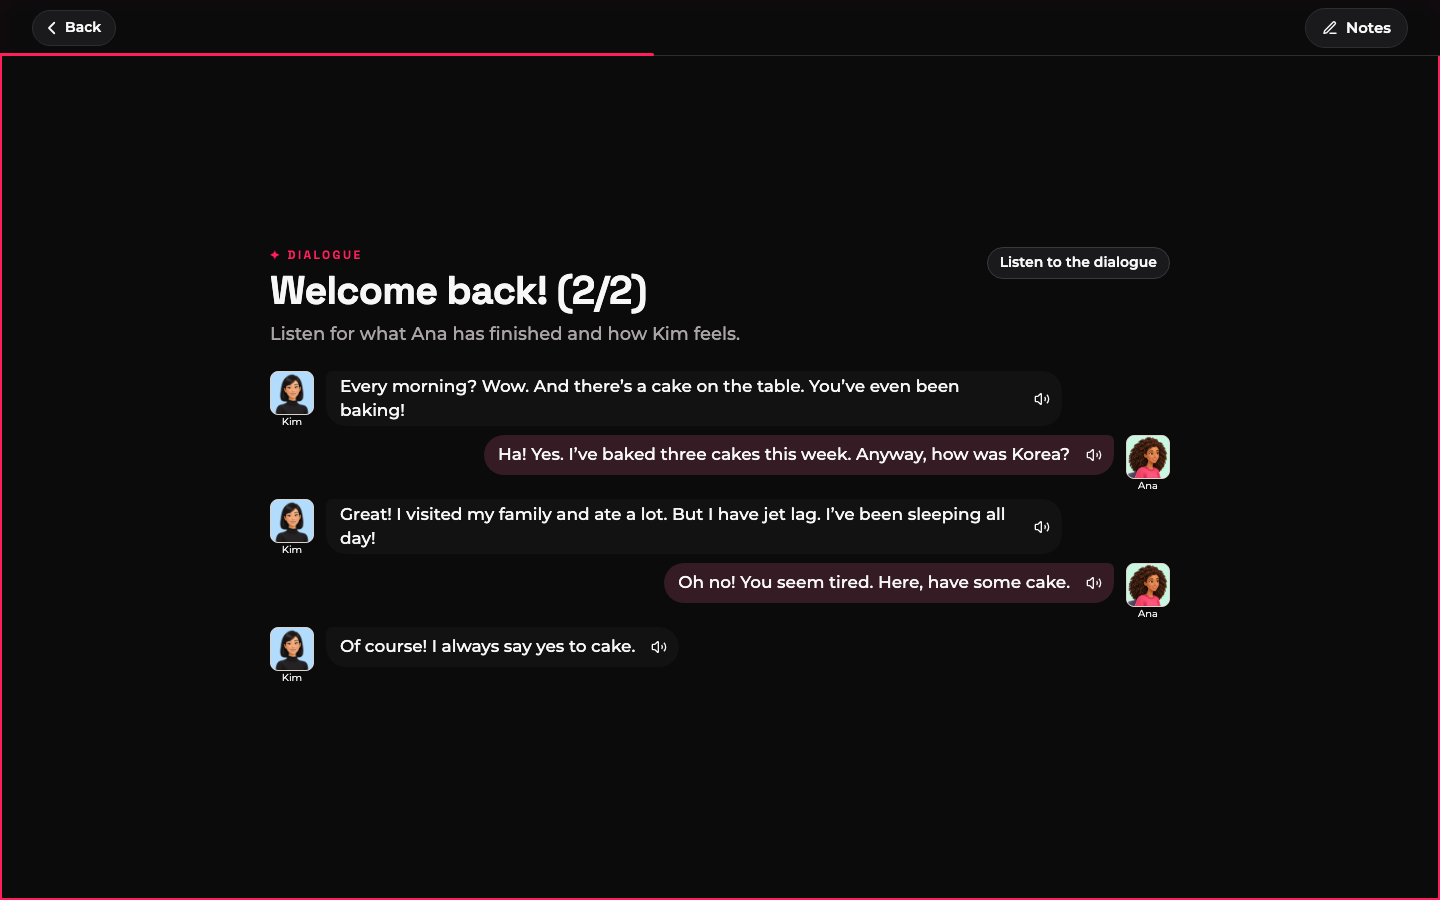 Back
Notes
DIALOGUE
Welcome back! (2/2)
Listen to the dialogue
Listen for what Ana has finished and how Kim feels.
Every morning? Wow. And there’s a cake on the table. You’ve even been
baking!
Kim
Ha! Yes. I’ve baked three cakes this week. Anyway, how was Korea?
Ana
Great! I visited my family and ate a lot. But I have jet lag. I’ve been sleeping all
day!
Kim
Oh no! You seem tired. Here, have some cake.
Ana
Of course! I always say yes to cake.
Kim